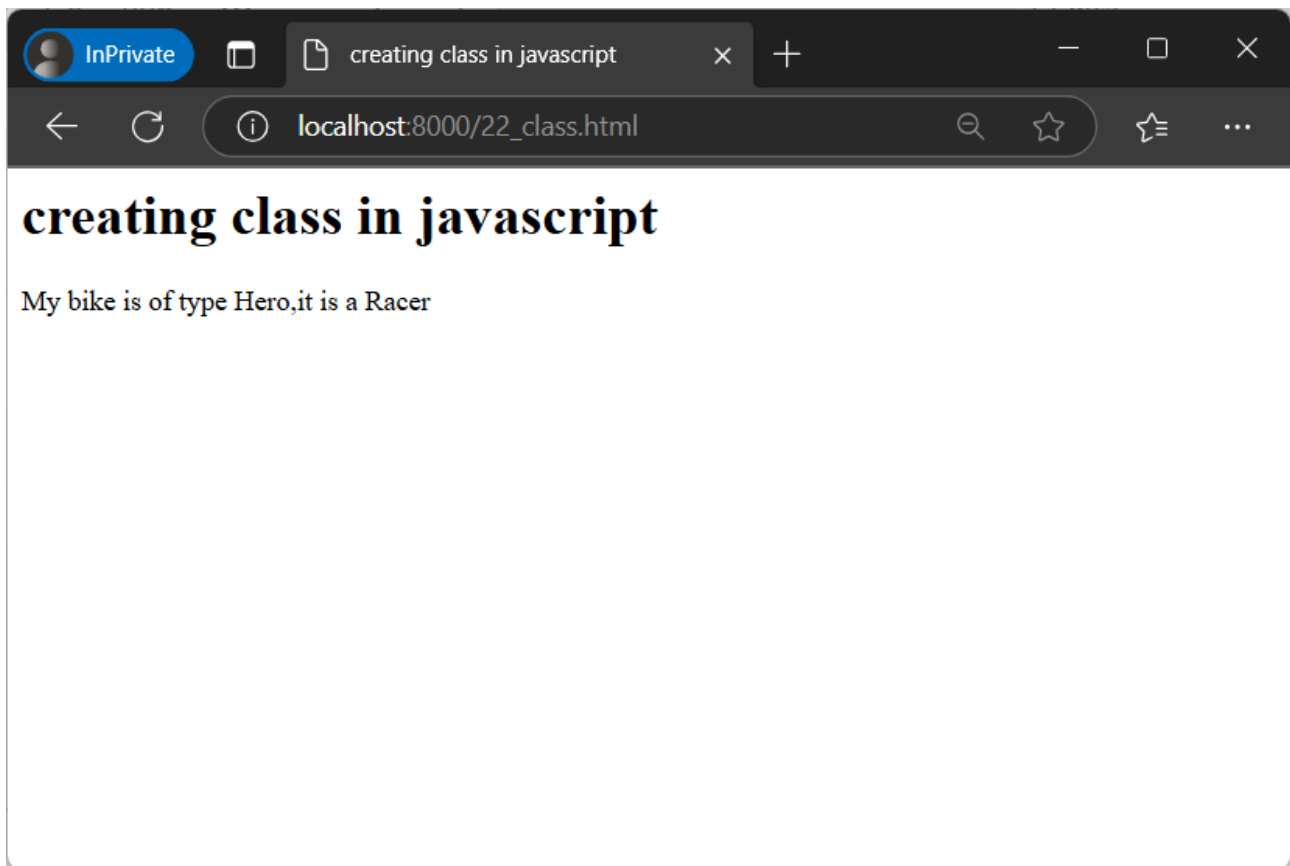 InPrivate
creating class in javascript
localhost:8000/22_class.html
creating class in javascript
My bike is of type Hero,it is a Racer